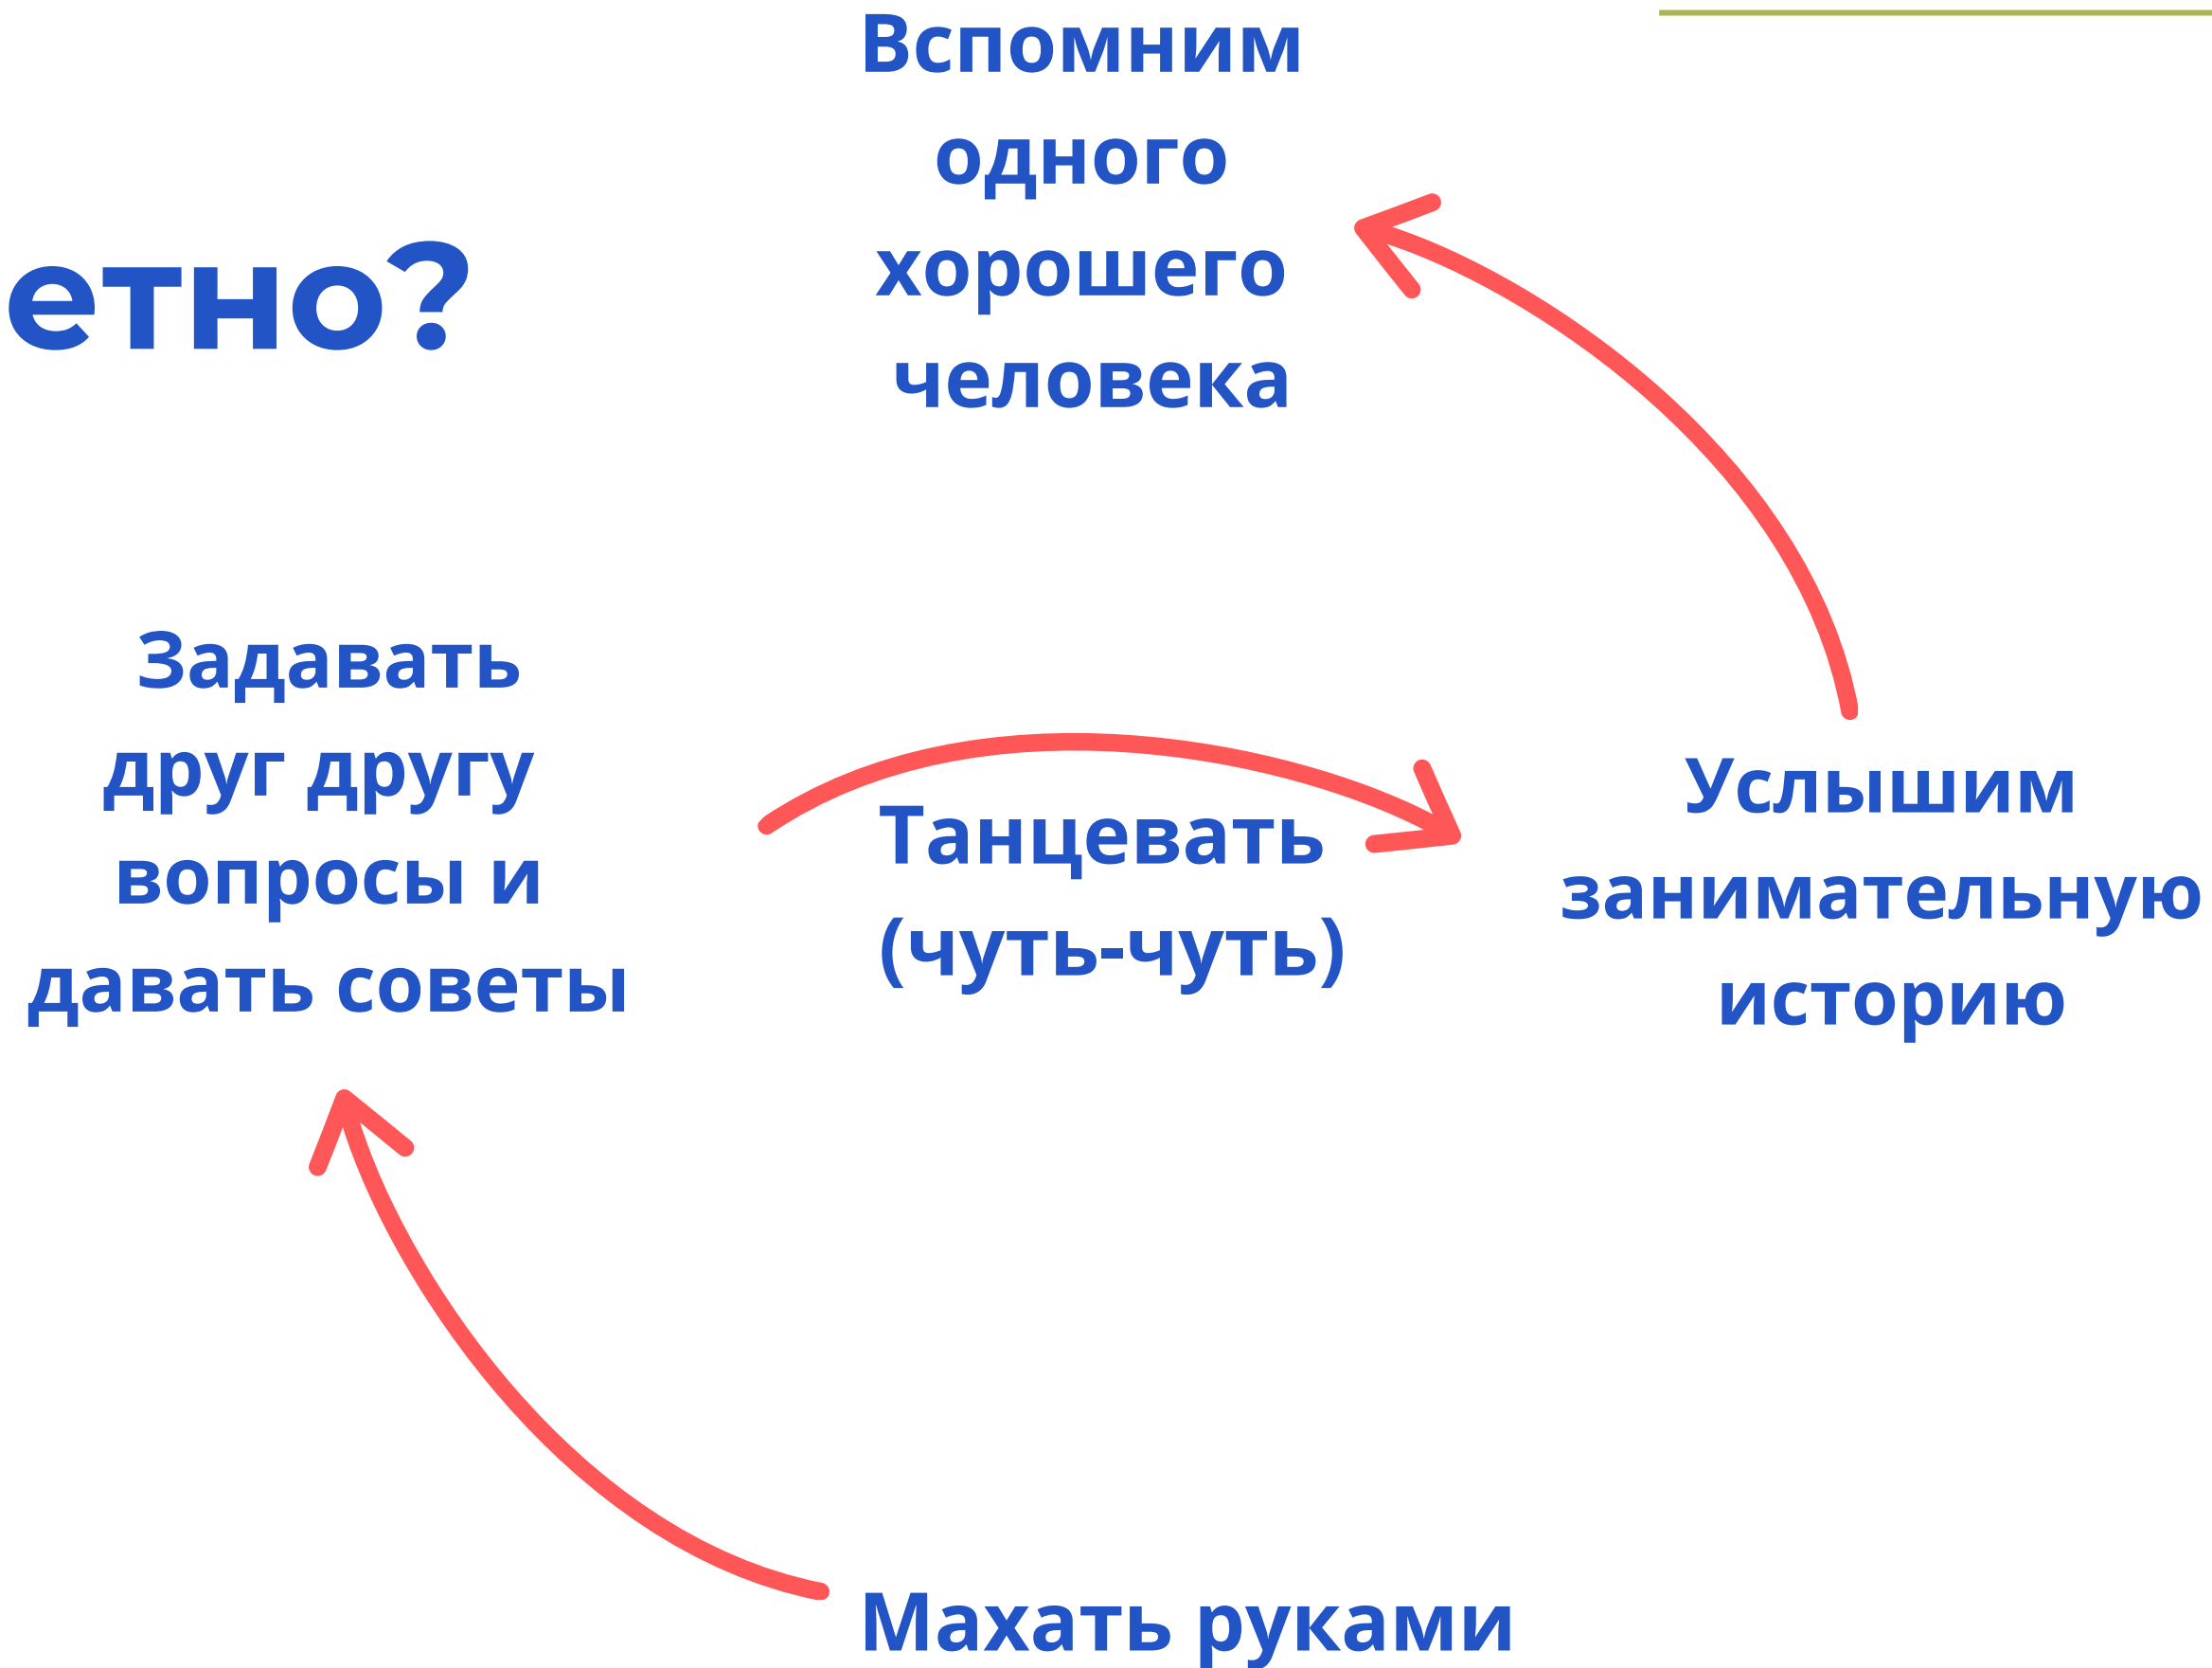 Вспомним
одного
хорошего
человека
етно?
Задавать
друг другу
вопросы и
давать советы
Танцевать
(чуть-чуть)
Услышим
занимательную
историю
Махать руками